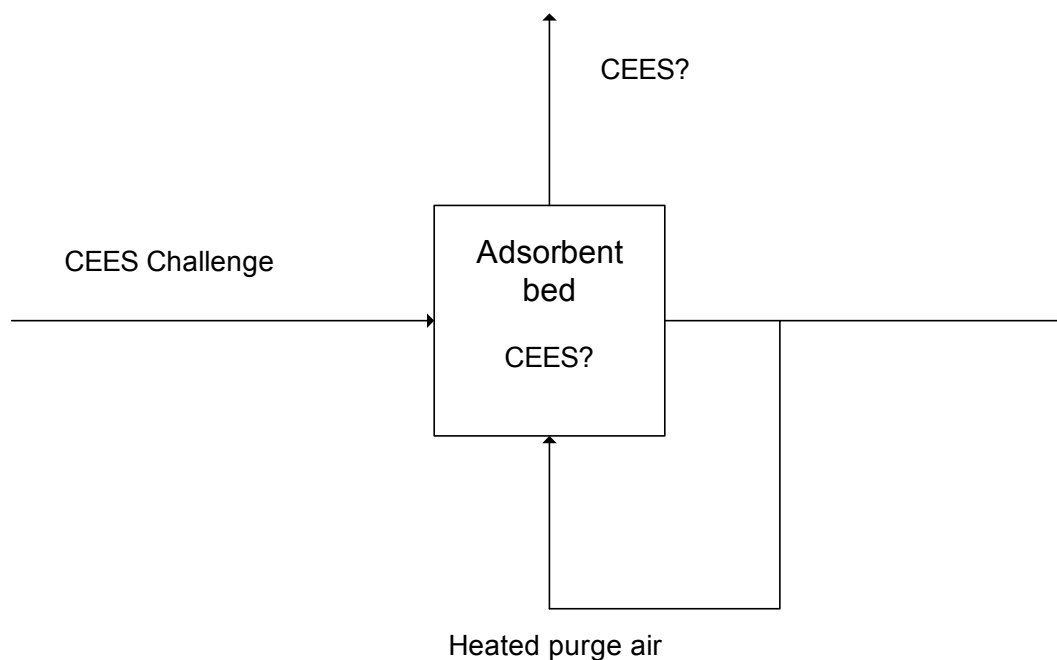 CEES?
CEES Challenge
Adsorbent
bed
CEES?
Heated purge air